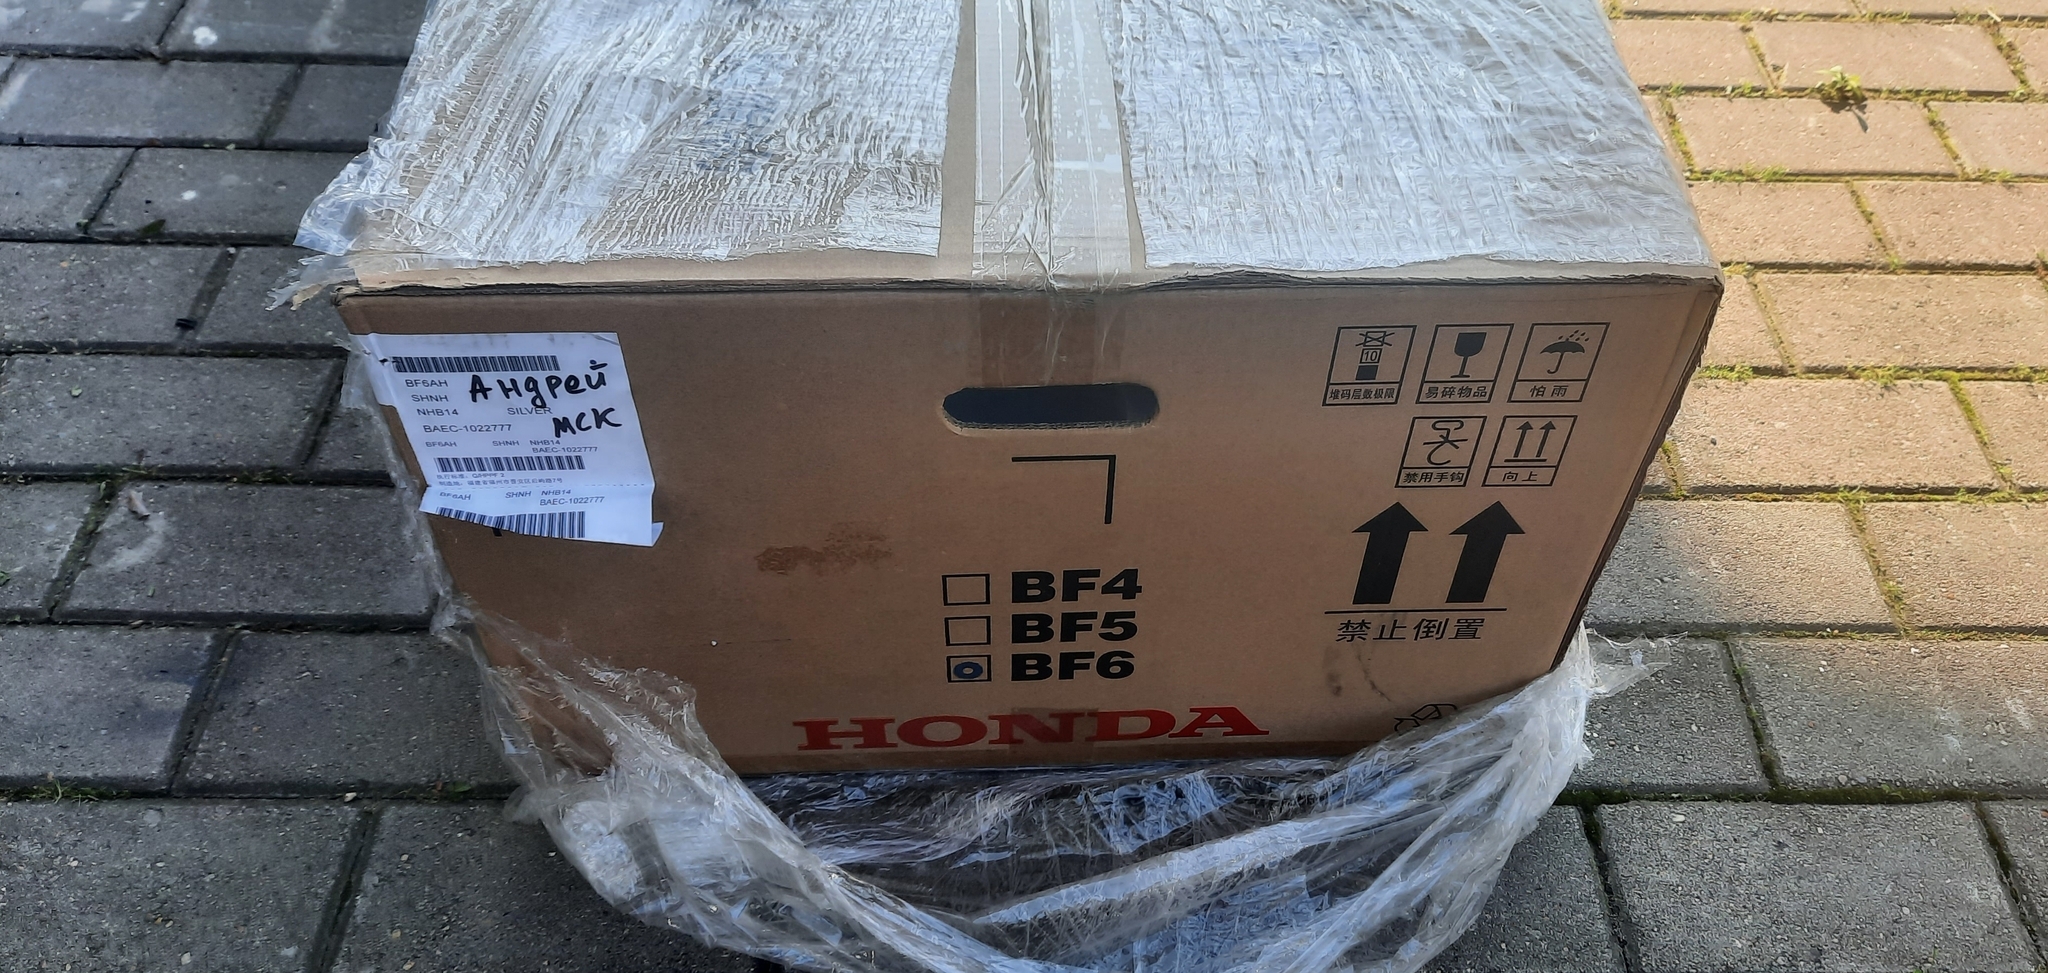 BF6AH
Андрей
SHNH
NHB14 SILVER
мск
BAEC-1022777
BF6AH SHNH NHB14
BAEC-1022777
BF6AH SHNH NHB14
BAEC-1022777
10
堆码层数极限
易碎物品
怕雨
禁用手钩
向上
禁止倒置
BF4
BF5
BF6
HONDA